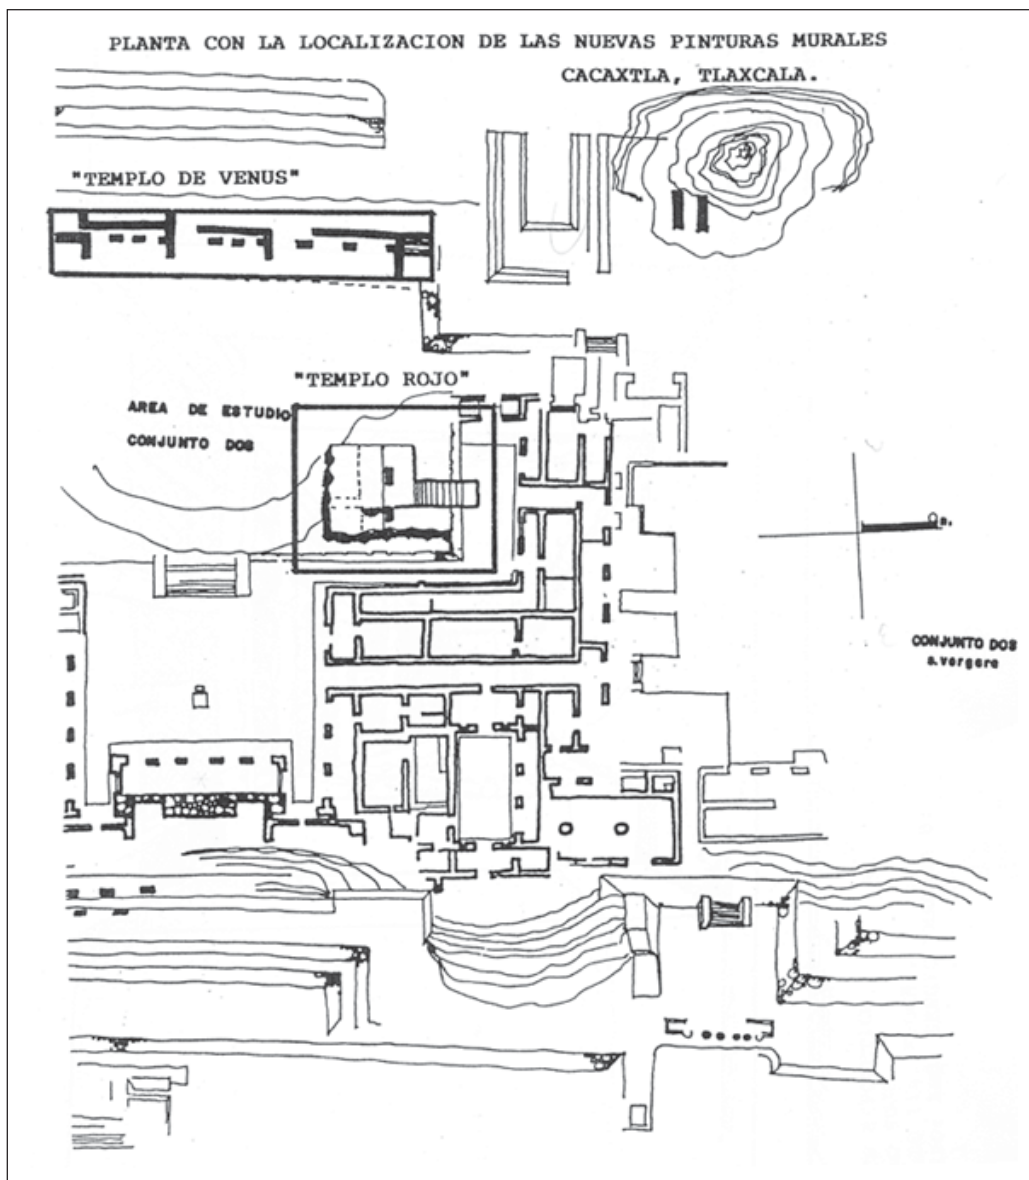 PLANTA CON LA LOCALIZACION DE LAS NUEVAS PINTURAS MURALES
CACAXTLA, TLAXCALA.
"TEMPLO DE VENUS"
"TEMPLO ROJO"
AREA DE ESTUDIO
CONJUNTO DOS
n.
CONJUNTO DOS
s.vergara